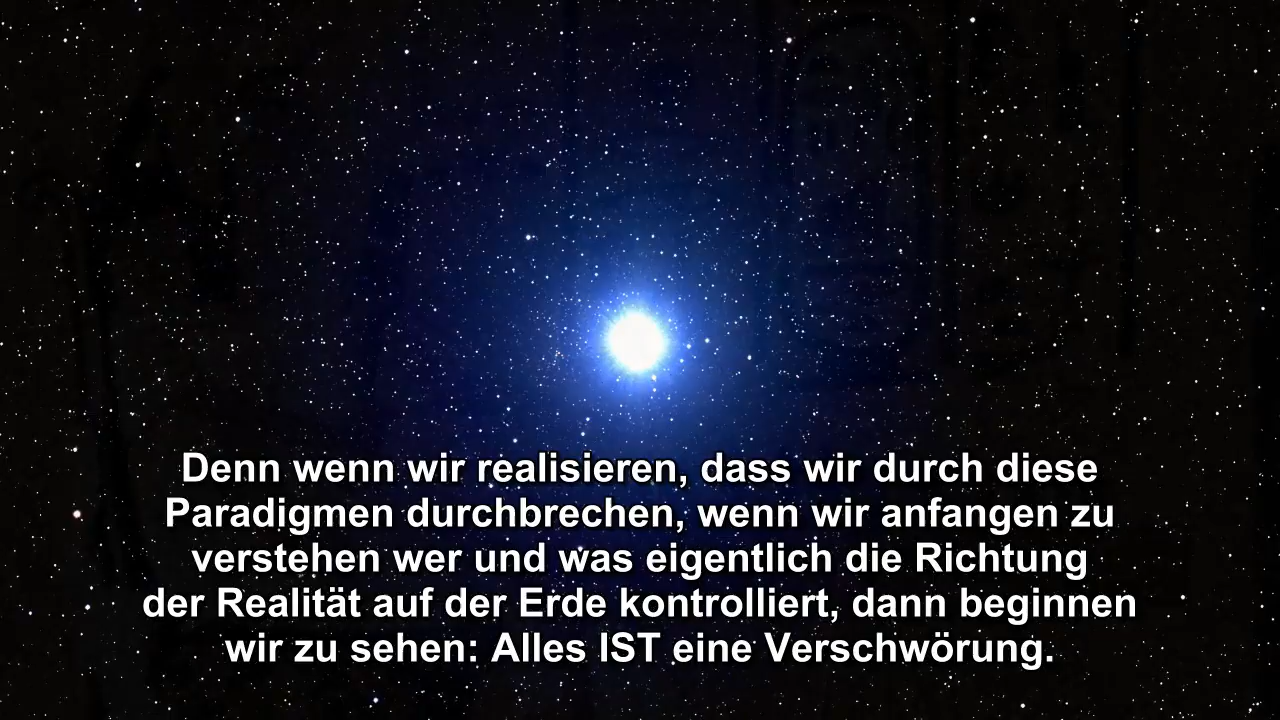 Denn wenn wir realisieren, dass wir durch diese
Paradigmen durchbrechen, wenn wir anfangen zu
verstehen wer und was eigentlich die Richtung
der Realität auf der Erde kontrolliert, dann beginnen
wir zu sehen: Alles IST eine Verschwörung.